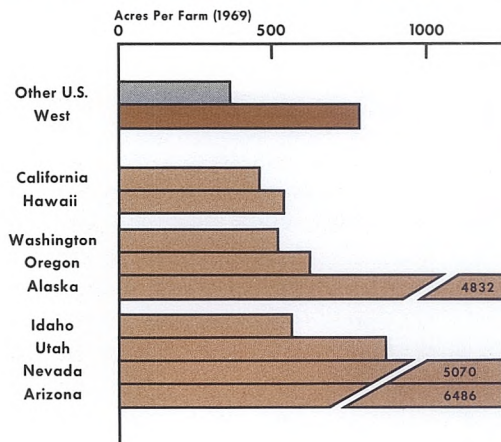 Acres Per Farm (1969)
0 500 1000
Other U.S.
West
California
Hawaii
Washington
Oregon
Alaska 4832
Idaho
Utah
Nevada 5070
Arizona 6486